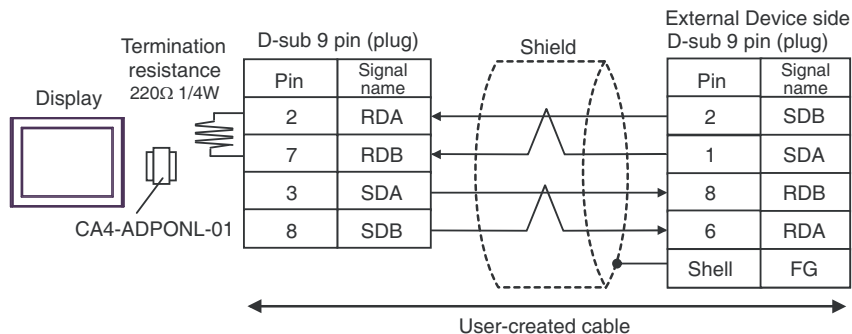 External Device side
D-sub 9 pin (plug)
D-sub 9 pin (plug)
Shield
Termination
resistance
220Ω 1/4W
Display
CA4-ADPONL-01
Pin Signal name
2 RDA
7 RDB
3 SDA
8 SDB
Pin Signal name
2 SDB
1 SDA
8 RDB
6 RDA
Shell FG
User-created cable